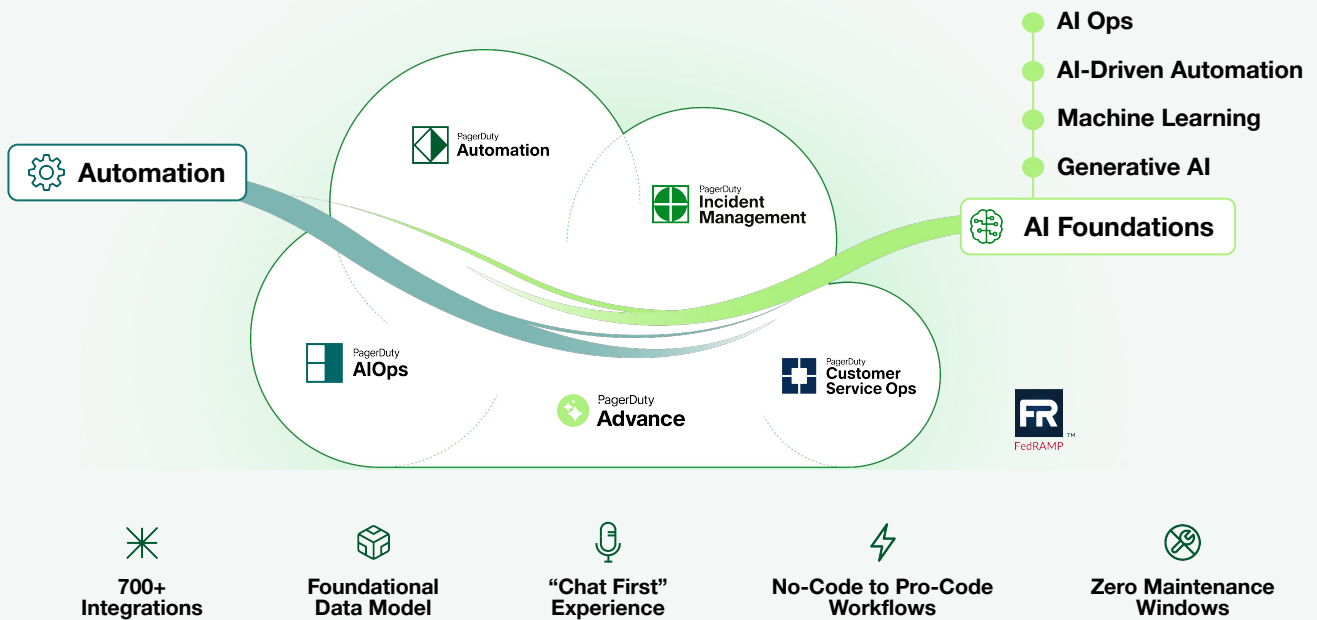 AI Ops
AI-Driven Automation
Machine Learning
Generative AI
AI Foundations
Automation
PagerDuty
Automation
PagerDuty
Incident
Management
PagerDuty
AIOps
PagerDuty
Advance
PagerDuty
Customer
Service Ops
FR
TM
FedRAMP
700+
Integrations
Foundational
Data Model
“Chat First”
Experience
No-Code to Pro-Code
Workflows
Zero Maintenance
Windows